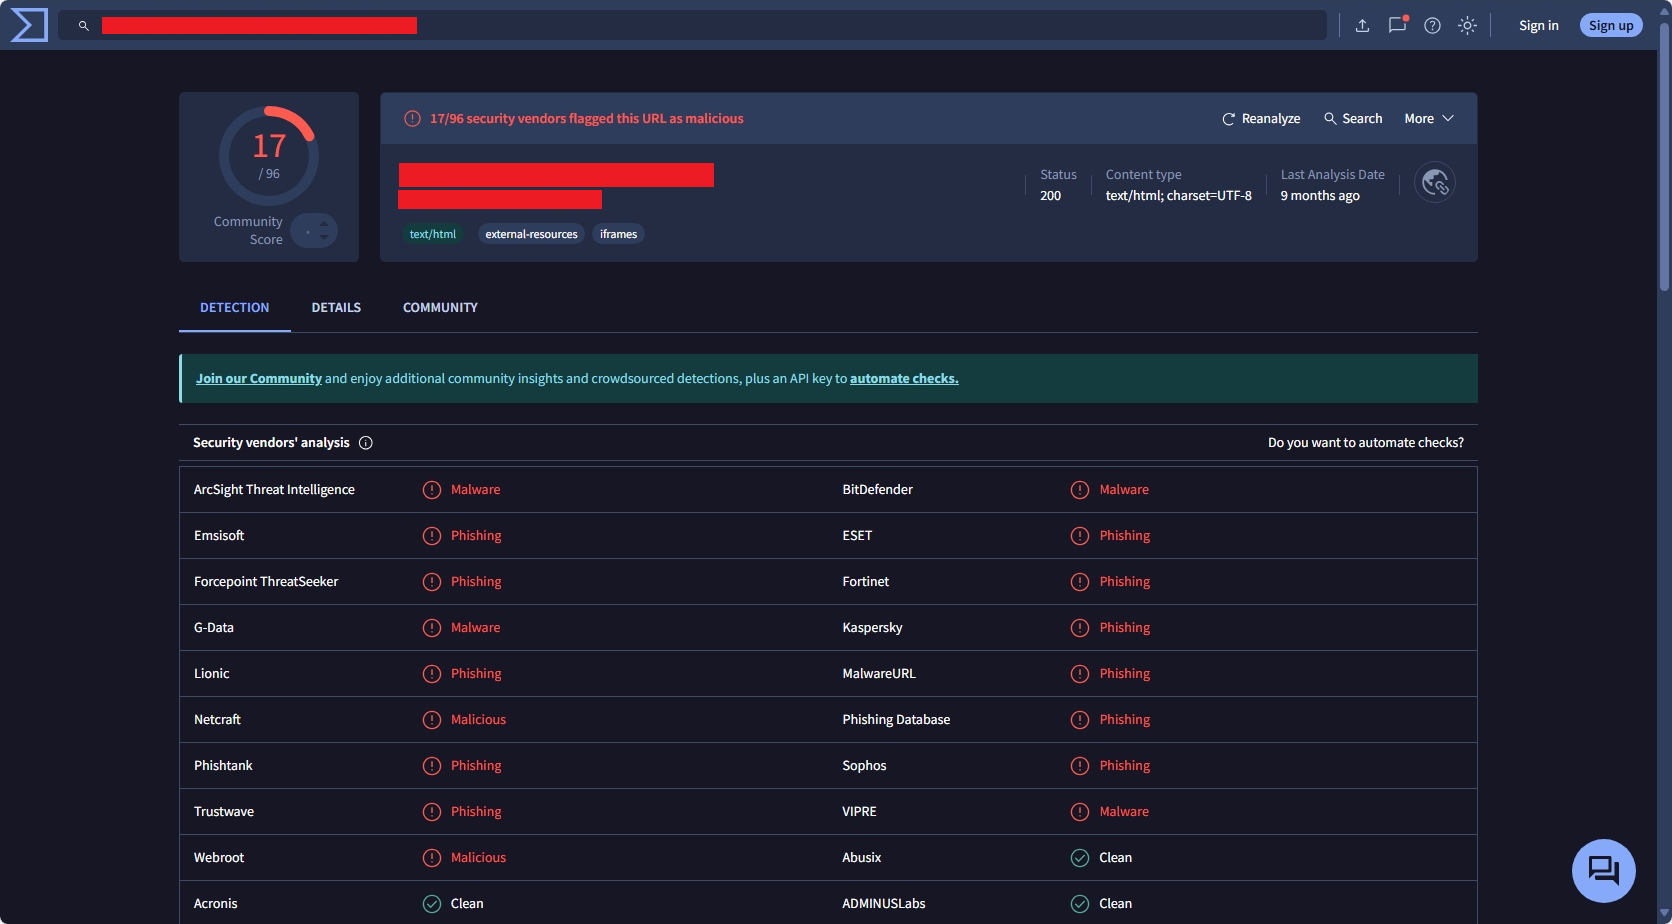 Sign in
Sign up
17
/ 96
Community
Score
17/96 security vendors flagged this URL as malicious
Reanalyze
Search
More
Status
200
Content type
text/html; charset=UTF-8
Last Analysis Date
9 months ago
text/html
external-resources
iframes
DETECTION
DETAILS
COMMUNITY
Join our Community and enjoy additional community insights and crowdsourced detections, plus an API key to automate checks.
Security vendors' analysis
Do you want to automate checks?
ArcSight Threat Intelligence Malware BitDefender Malware
Emsisoft Phishing ESET Phishing
Forcepoint ThreatSeeker Phishing Fortinet Phishing
G-Data Malware Kaspersky Phishing
Lionic Phishing MalwareURL Phishing
Netcraft Malicious Phishing Database Phishing
Phishtank Phishing Sophos Phishing
Trustwave Phishing VIPRE Malware
Webroot Malicious Abusix Clean
Acronis Clean ADMINUSLabs Clean